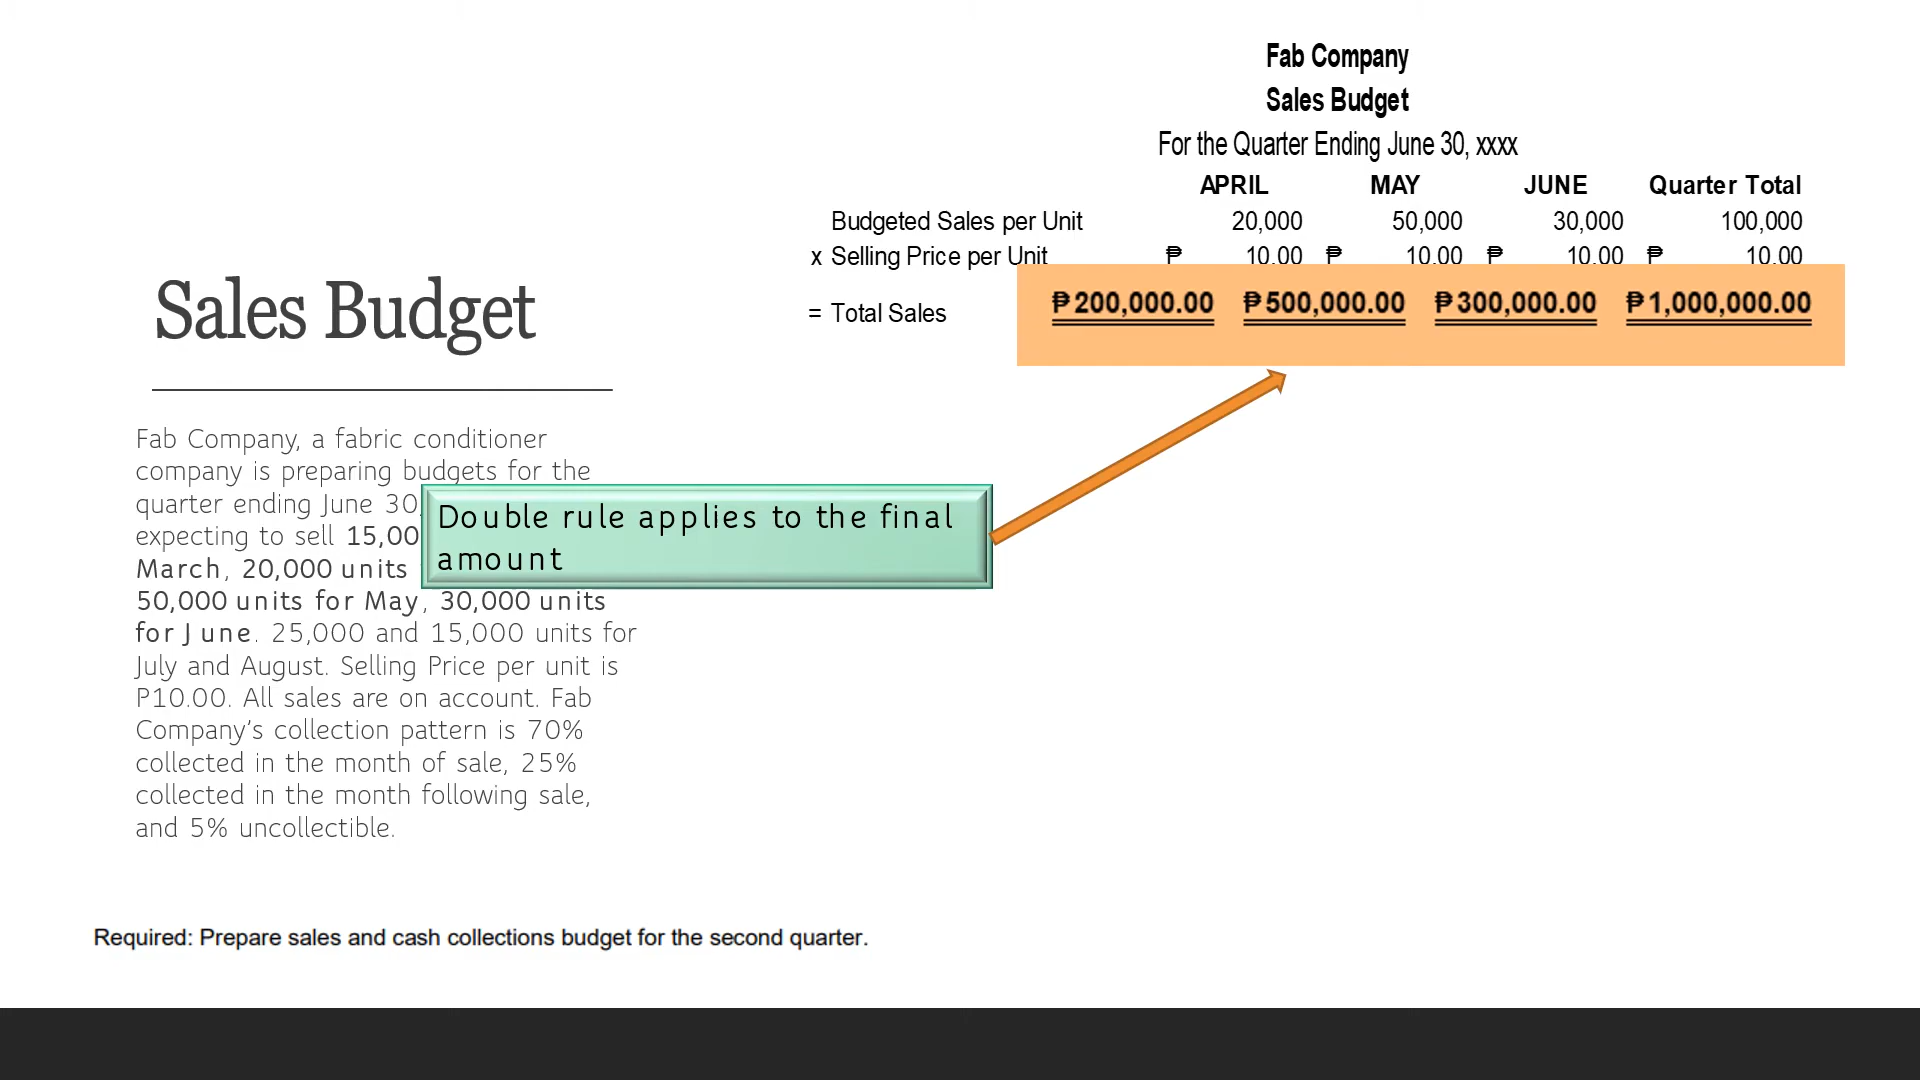 Fab Company
Sales Budget
For the Quarter Ending June 30, xxxx
APRIL MAY JUNE Quarter Total
Budgeted Sales per Unit 20,000 50,000 30,000 100,000
x Selling Price per Unit ₱ 10.00 ₱ 10.00 ₱ 10.00 ₱ 10.00
= Total Sales ₱200,000.00 ₱500,000.00 ₱300,000.00 ₱1,000,000.00
Sales Budget
Fab Company, a fabric conditioner
company is preparing budgets for the
quarter ending June 30,
expecting to sell 15,00
March, 20,000 units
50,000 units for May, 30,000 units
for June. 25,000 and 15,000 units for
July and August. Selling Price per unit is
P10.00. All sales are on account. Fab
Company’s collection pattern is 70%
collected in the month of sale, 25%
collected in the month following sale,
and 5% uncollectible.
Double rule applies to the final
amount
Required: Prepare sales and cash collections budget for the second quarter.